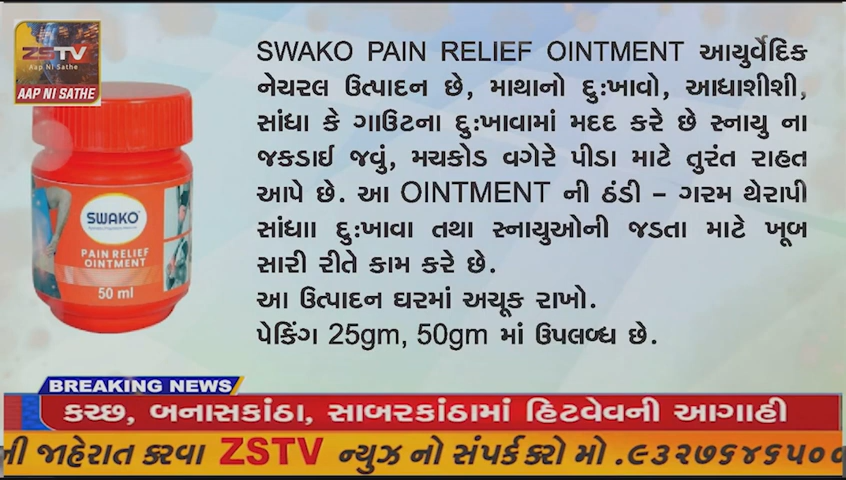 ZSTV
Aap Ni Sathe
AAP NI SATHE
SWAKO PAIN RELIEF OINTMENT આયુર્વેદિક
નેચરલ ઉત્પાદન છે, માથાનો દુઃખાવો, આધાશીશી,
સાંધા કે ગાઉટના દુઃખાવામાં મદદ કરે છે સ્નાયુ ના
જકડાઈ જવું, મચકોડ વગેરે પીડા માટે તુરંત રાહત
આપે છે. આ OINTMENT ની ઠંડી – ગરમ થેરાપી
સાંધાા દુઃખાવા તથા સ્નાયુઓની જડતા માટે ખૂબ
સારી રીતે કામ કરે છે.
આ ઉત્પાદન ઘરમાં અચૂક રાખો.
પેકિંગ 25gm, 50gm માં ઉપલબ્ધ છે.
SWAKO
PAIN RELIEF
OINTMENT
50 ml
BREAKING NEWS
કચ્છ, બનાસકાંઠા, સાબરકાંઠામાં હિટવેવની આગાહી
ની જાહેરાત કરવા ZSTV ન્યુઝ નો સંપર્ક કરો મો .૯૩૨૭૬૪૬૫૦૦